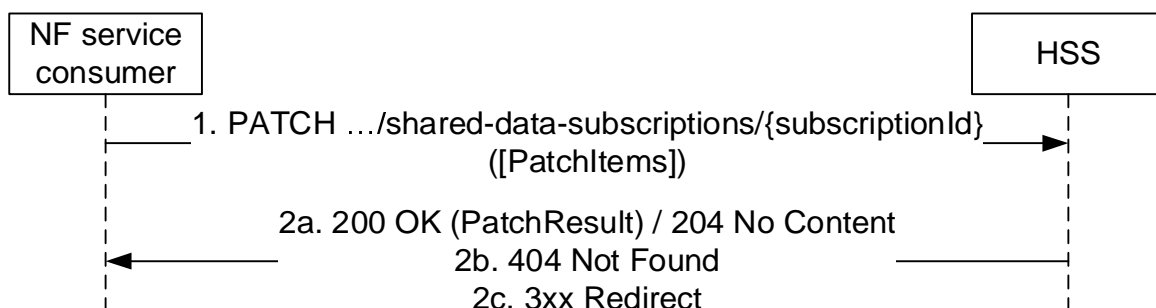 NF service
consumer
HSS
1. PATCH …/shared-data-subscriptions/{subscriptionId}
([PatchItems])
2a. 200 OK (PatchResult) / 204 No Content
2b. 404 Not Found
2c. 3xx Redirect